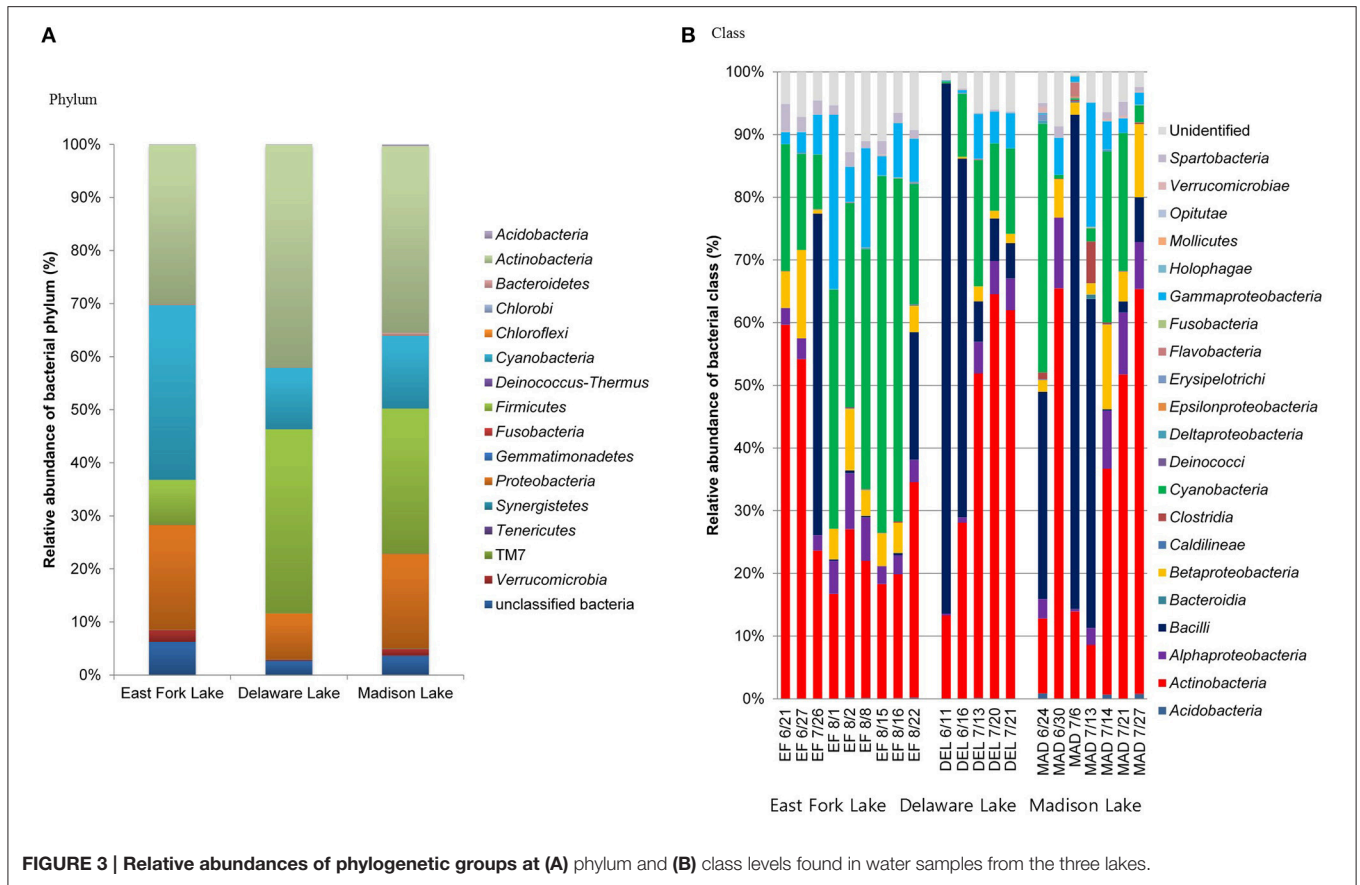 A
Phylum
Relative abundance of bacterial phylum (%)
100%
90%
80%
70%
60%
50%
40%
30%
20%
10%
0%
East Fork Lake
Delaware Lake
Madison Lake
Acidobacteria
Actinobacteria
Bacteroidetes
Chlorobi
Chloroflexi
Cyanobacteria
Deinococcus-Thermus
Firmicutes
Fusobacteria
Gemmatimonadetes
Proteobacteria
Synergistetes
Tenericutes
TM7
Verrucomicrobia
unclassified bacteria
B
Class
Relative abundance of bacterial class (%)
100%
90%
80%
70%
60%
50%
40%
30%
20%
10%
0%
EF 6/21
EF 6/27
EF 7/26
EF 8/1
EF 8/2
EF 8/8
EF 8/15
EF 8/16
EF 8/22
DEL 6/11
DEL 6/16
DEL 7/13
DEL 7/20
DEL 7/21
MAD 6/24
MAD 6/30
MAD 7/6
MAD 7/13
MAD 7/14
MAD 7/21
MAD 7/27
East Fork Lake
Delaware Lake
Madison Lake
Unidentified
Spartobacteria
Verrucomicrobiae
Opitutae
Mollicutes
Holophagae
Gammaproteobacteria
Fusobacteria
Flavobacteria
Erysipelotrichi
Epsilonproteobacteria
Deltaproteobacteria
Deinococci
Cyanobacteria
Clostridia
Caldilineae
Betaproteobacteria
Bacteroidia
Bacilli
Alphaproteobacteria
Actinobacteria
Acidobacteria
FIGURE 3 | Relative abundances of phylogenetic groups at (A) phylum and (B) class levels found in water samples from the three lakes.